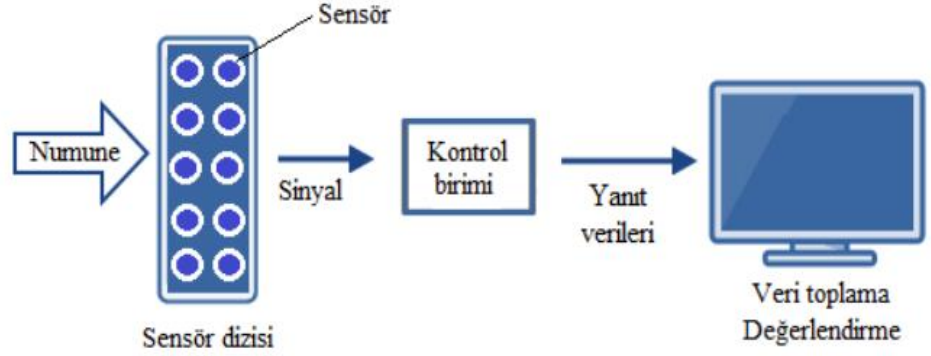 Sensör
Numune
Sinyal
Kontrol
birimi
Yanıt
verileri
Sensör dizisi
Veri toplama
Değerlendirme